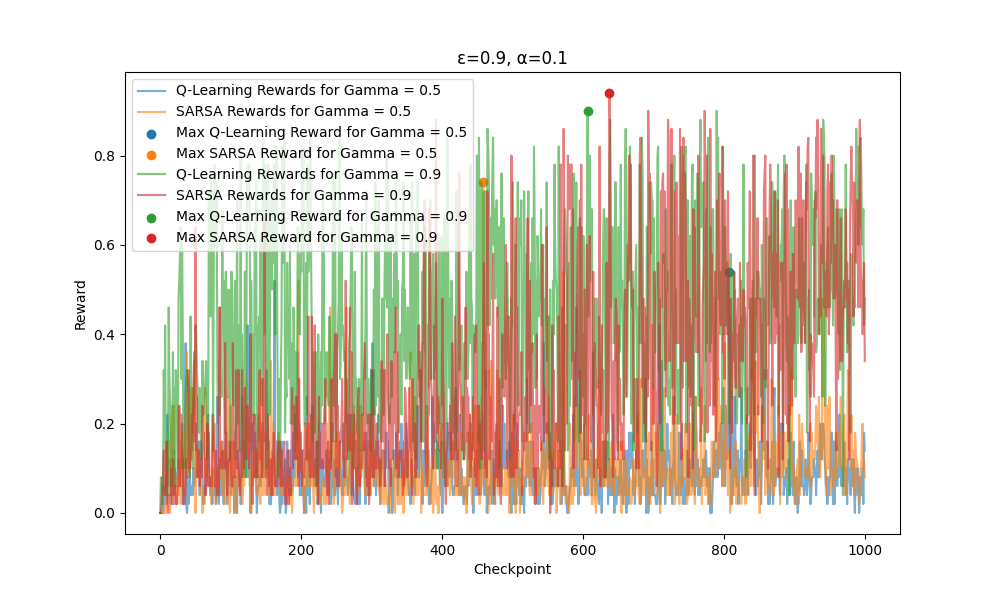 ε=0.9, α=0.1
Q-Learning Rewards for Gamma = 0.5
SARSA Rewards for Gamma = 0.5
Max Q-Learning Reward for Gamma = 0.5
Max SARSA Reward for Gamma = 0.5
Q-Learning Rewards for Gamma = 0.9
SARSA Rewards for Gamma = 0.9
Max Q-Learning Reward for Gamma = 0.9
Max SARSA Reward for Gamma = 0.9
Reward
0.8
0.6
0.4
0.2
0.0
0 200 400 600 800 1000
Checkpoint